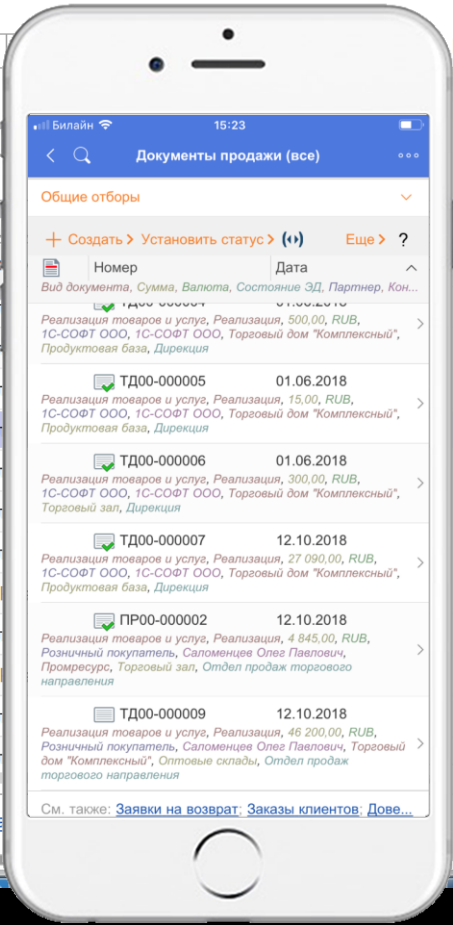 Билайн 15:23
Документы продажи (все)
Общие отборы
Создать Установить статус Еще ?
Номер Дата
Вид документа, Сумма, Валюта, Состояние ЭД, Партнер, Кон...
Реализация товаров и услуг, Реализация, 500,00, RUB,
1С-СОФТ ООО, 1С-СОФТ ООО, Торговый дом "Комплексный",
Продуктовая база, Дирекция
ТД00-000005 01.06.2018
Реализация товаров и услуг, Реализация, 15,00, RUB,
1С-СОФТ ООО, 1С-СОФТ ООО, Торговый дом "Комплексный",
Продуктовая база, Дирекция
ТД00-000006 01.06.2018
Реализация товаров и услуг, Реализация, 300,00, RUB,
1С-СОФТ ООО, 1С-СОФТ ООО, Торговый дом "Комплексный",
Торговый зал, Дирекция
ТД00-000007 12.10.2018
Реализация товаров и услуг, Реализация, 27 090,00, RUB,
1С-СОФТ ООО, 1С-СОФТ ООО, Торговый дом "Комплексный",
Продуктовая база, Дирекция
ПР00-000002 12.10.2018
Реализация товаров и услуг, Реализация, 4 845,00, RUB,
Розничный покупатель, Саломенцев Олег Павлович,
Промресурс, Торговый зал, Отдел продаж торгового
направления
ТД00-000009 12.10.2018
Реализация товаров и услуг, Реализация, 46 200,00, RUB,
Розничный покупатель, Саломенцев Олег Павлович, Торговый
дом "Комплексный", Оптовые склады, Отдел продаж
торгового направления
См. также: Заявки на возврат; Заказы клиентов; Дове...